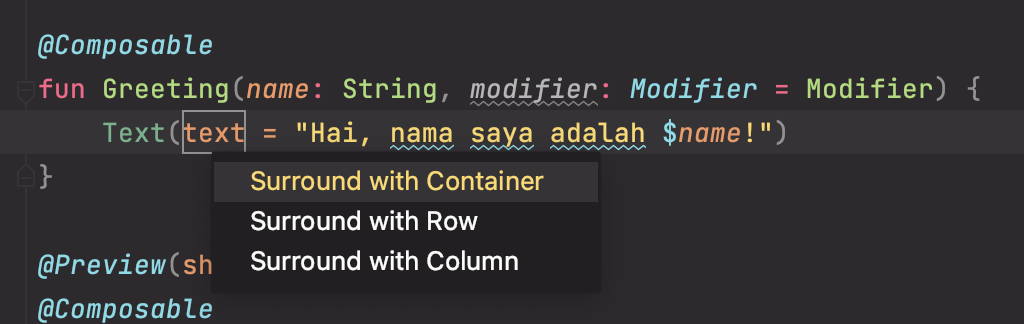 @Composable
fun Greeting(name: String, modifier: Modifier = Modifier) {
Text(text = "Hai, nama saya adalah $name!")
}
Surround with Container
Surround with Row
Surround with Column
@Preview(sh
@Composable